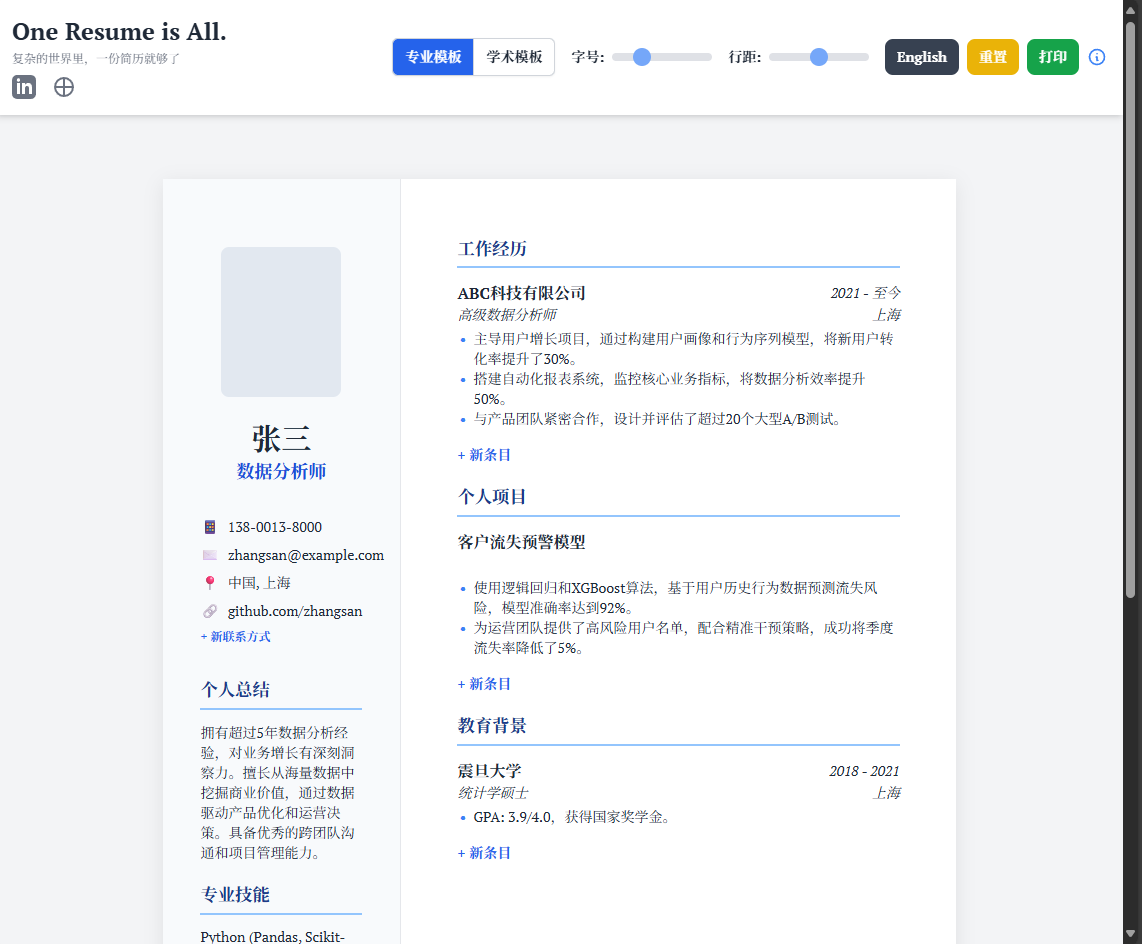 One Resume is All.
复杂的世界里，一份简历就够了
in
专业模板 学术模板 字号: 行距: English 重置 打印
张三
数据分析师
138-0013-8000
zhangsan@example.com
中国, 上海
github.com/zhangsan
+ 新联系方式
个人总结
拥有超过5年数据分析经
验，对业务增长有深刻洞
察力。擅长从海量数据中
挖掘商业价值，通过数据
驱动产品优化和运营决
策。具备优秀的跨团队沟
通和项目管理能力。
专业技能
Python (Pandas, Scikit-
工作经历
ABC科技有限公司 2021 - 至今
高级数据分析师 上海
• 主导用户增长项目，通过构建用户画像和行为序列模型，将新用户转
化率提升了30%。
• 搭建自动化报表系统，监控核心业务指标，将数据分析效率提升
50%。
• 与产品团队紧密合作，设计并评估了超过20个大型A/B测试。
+ 新条目
个人项目
客户流失预警模型
• 使用逻辑回归和XGBoost算法，基于用户历史行为数据预测流失风
险，模型准确率达到92%。
• 为运营团队提供了高风险用户名单，配合精准干预策略，成功将季度
流失率降低了5%。
+ 新条目
教育背景
震旦大学 2018 - 2021
统计学硕士 上海
• GPA: 3.9/4.0，获得国家奖学金。
+ 新条目